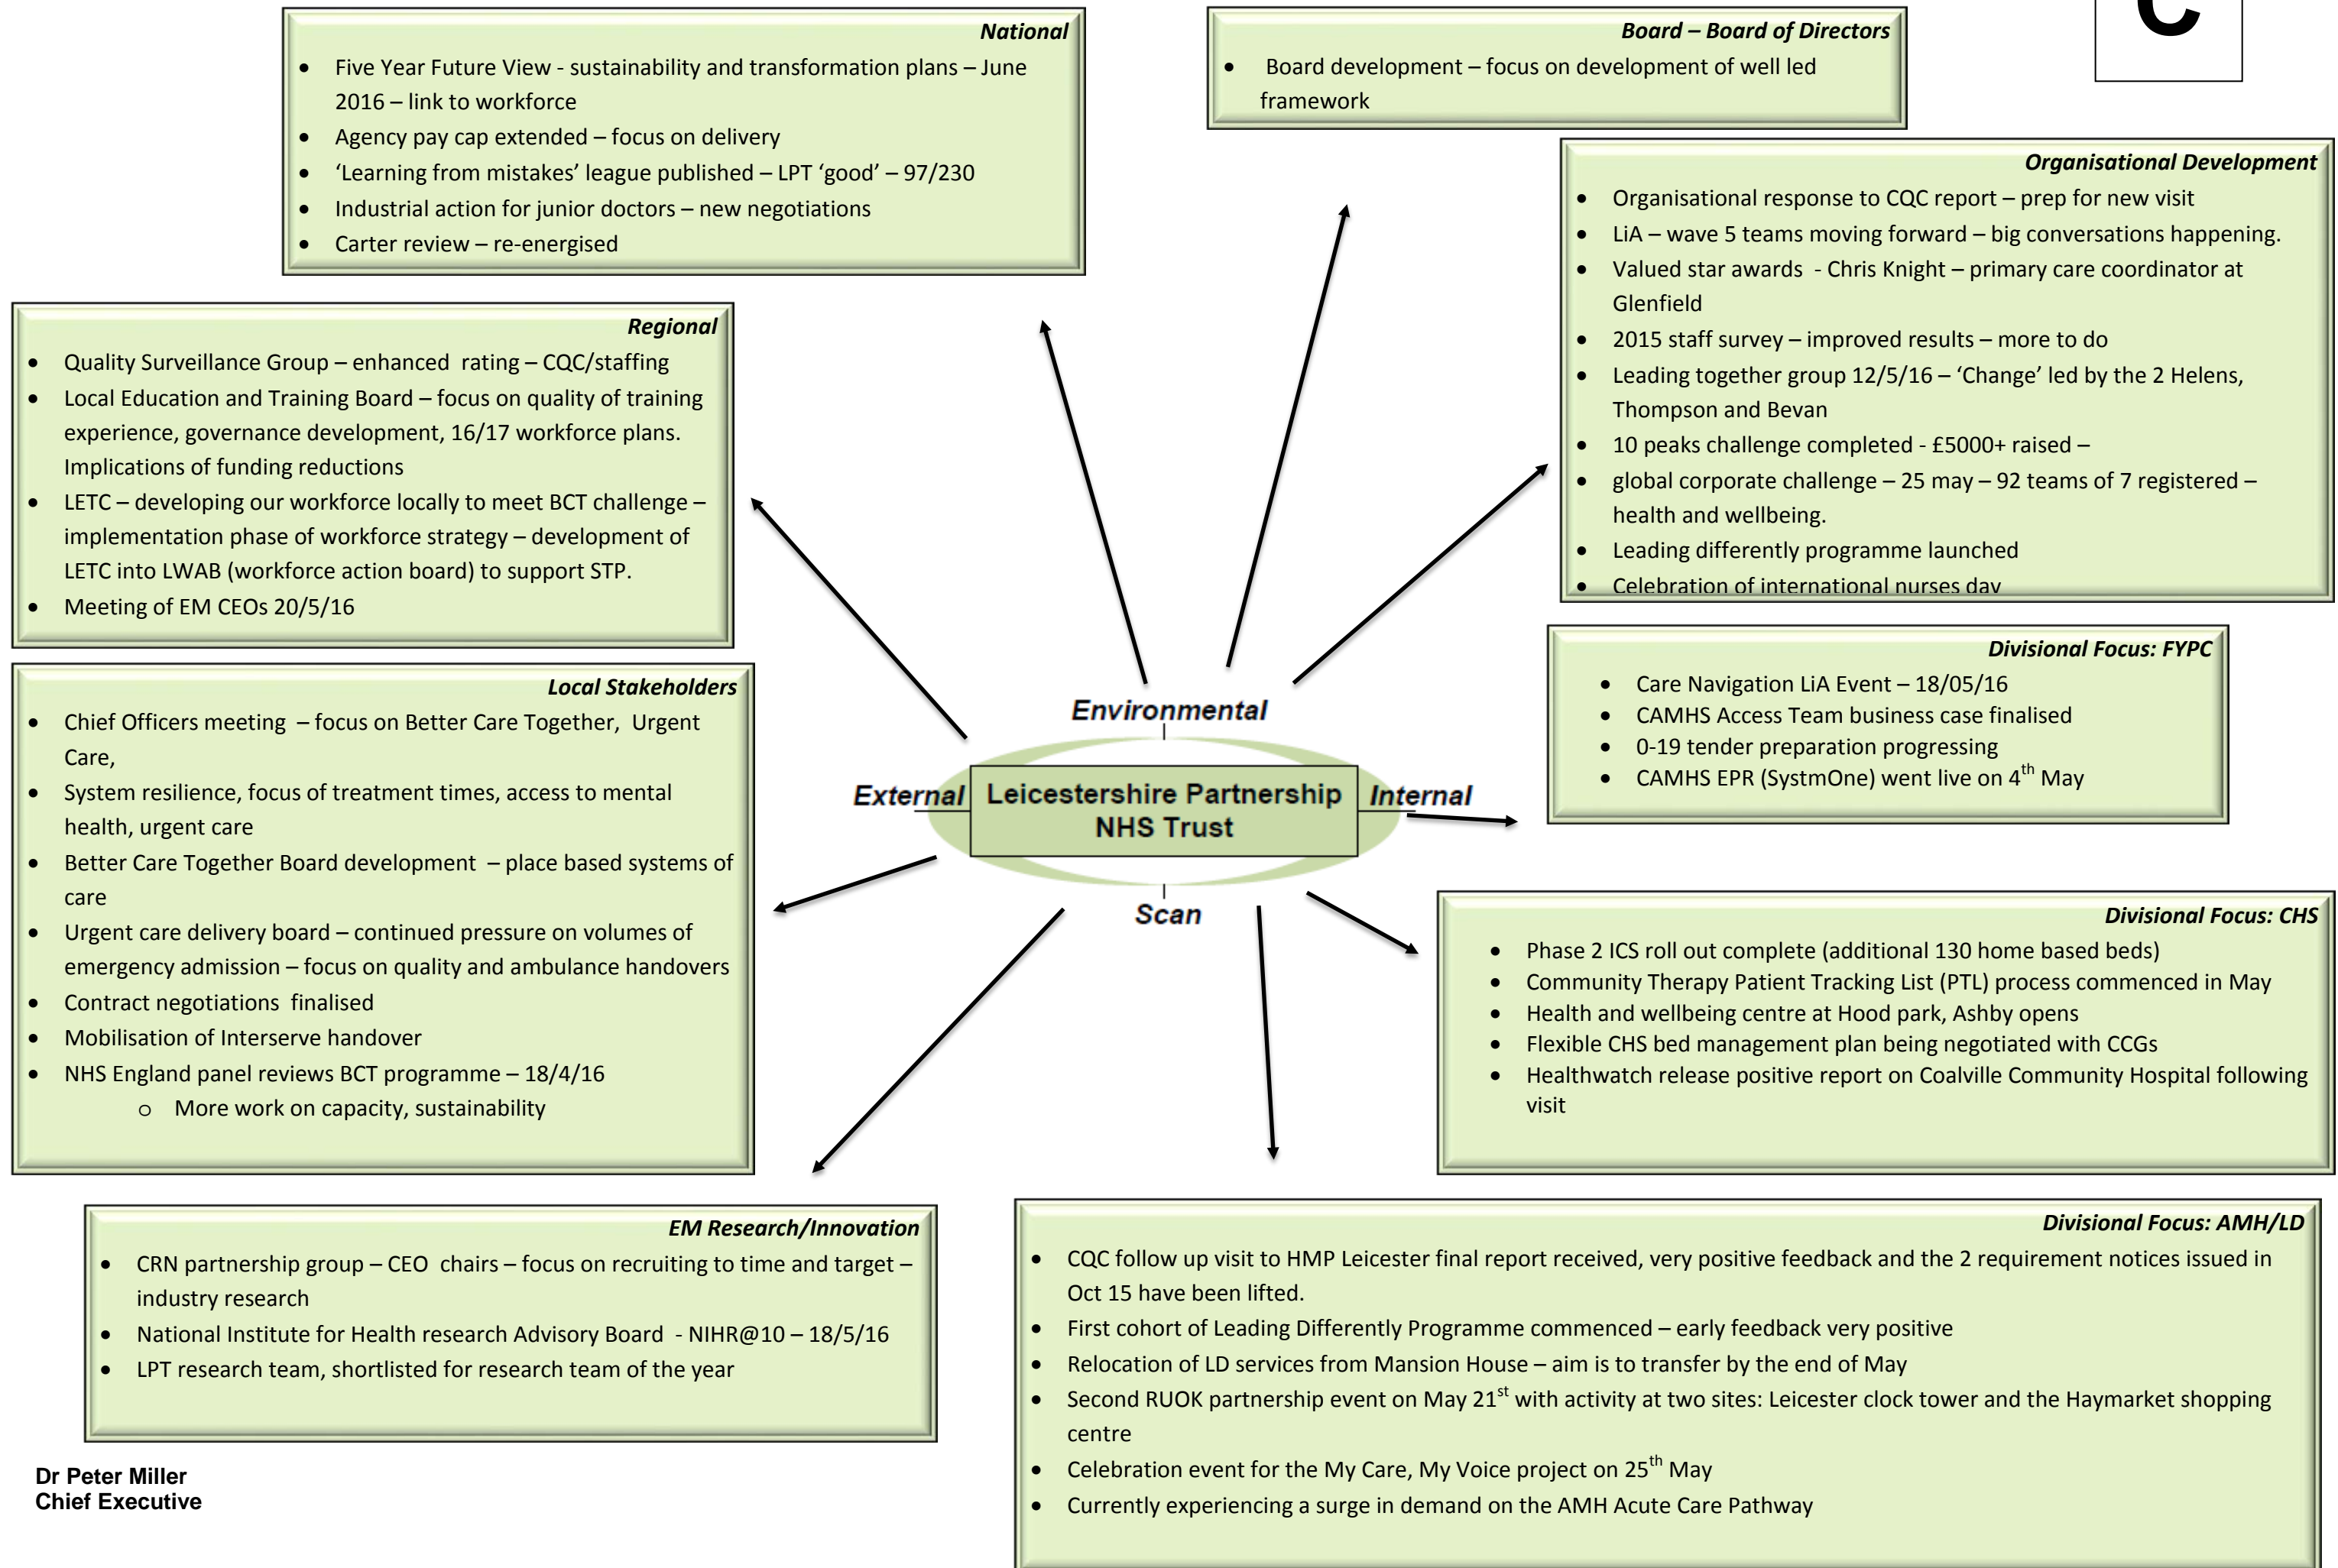 C
National
• Five Year Future View - sustainability and transformation plans – June
2016 – link to workforce
• Agency pay cap extended – focus on delivery
• ‘Learning from mistakes’ league published – LPT ‘good’ – 97/230
• Industrial action for junior doctors – new negotiations
• Carter review – re-energised
Board – Board of Directors
• Board development – focus on development of well led
framework
Organisational Development
• Organisational response to CQC report – prep for new visit
• LiA – wave 5 teams moving forward – big conversations happening.
• Valued star awards - Chris Knight – primary care coordinator at
Glenfield
• 2015 staff survey – improved results – more to do
• Leading together group 12/5/16 – ‘Change’ led by the 2 Helens,
Thompson and Bevan
• 10 peaks challenge completed - £5000+ raised –
• global corporate challenge – 25 may – 92 teams of 7 registered –
health and wellbeing.
• Leading differently programme launched
• Celebration of international nurses day
Regional
• Quality Surveillance Group – enhanced rating – CQC/staffing
• Local Education and Training Board – focus on quality of training
experience, governance development, 16/17 workforce plans.
Implications of funding reductions
• LETC – developing our workforce locally to meet BCT challenge –
implementation phase of workforce strategy – development of
LETC into LWAB (workforce action board) to support STP.
• Meeting of EM CEOs 20/5/16
Divisional Focus: FYPC
• Care Navigation LiA Event – 18/05/16
• CAMHS Access Team business case finalised
• 0-19 tender preparation progressing
• CAMHS EPR (SystmOne) went live on 4th May
Local Stakeholders
• Chief Officers meeting – focus on Better Care Together, Urgent
Care,
• System resilience, focus of treatment times, access to mental
health, urgent care
• Better Care Together Board development – place based systems of
care
• Urgent care delivery board – continued pressure on volumes of
emergency admission – focus on quality and ambulance handovers
• Contract negotiations finalised
• Mobilisation of Interserve handover
• NHS England panel reviews BCT programme – 18/4/16
o More work on capacity, sustainability
Environmental
External
Leicestershire Partnership
NHS Trust
Internal
Scan
Divisional Focus: CHS
• Phase 2 ICS roll out complete (additional 130 home based beds)
• Community Therapy Patient Tracking List (PTL) process commenced in May
• Health and wellbeing centre at Hood park, Ashby opens
• Flexible CHS bed management plan being negotiated with CCGs
• Healthwatch release positive report on Coalville Community Hospital following
visit
EM Research/Innovation
• CRN partnership group – CEO chairs – focus on recruiting to time and target –
industry research
• National Institute for Health research Advisory Board - NIHR@10 – 18/5/16
• LPT research team, shortlisted for research team of the year
Divisional Focus: AMH/LD
• CQC follow up visit to HMP Leicester final report received, very positive feedback and the 2 requirement notices issued in
Oct 15 have been lifted.
• First cohort of Leading Differently Programme commenced – early feedback very positive
• Relocation of LD services from Mansion House – aim is to transfer by the end of May
• Second RUOK partnership event on May 21st with activity at two sites: Leicester clock tower and the Haymarket shopping
centre
• Celebration event for the My Care, My Voice project on 25th May
• Currently experiencing a surge in demand on the AMH Acute Care Pathway
Dr Peter Miller
Chief Executive